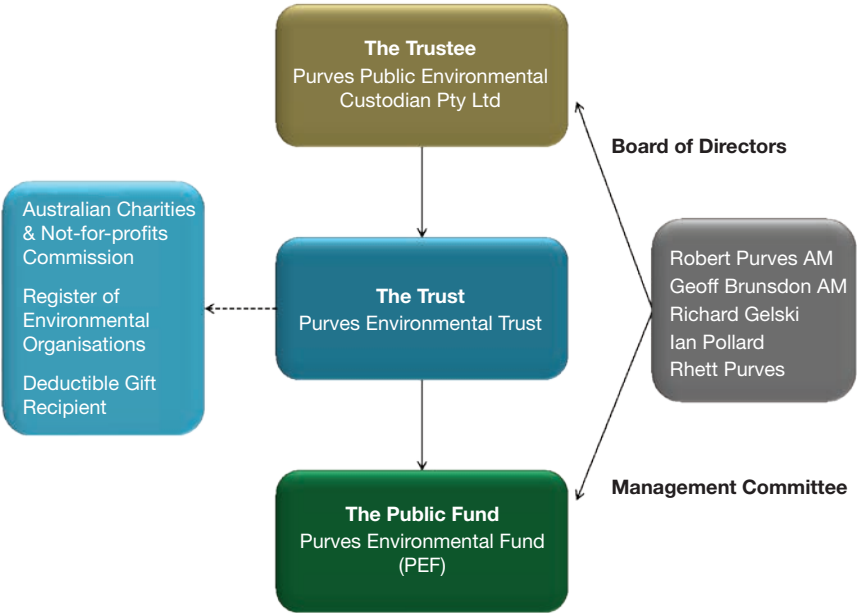 The Trustee
Purves Public Environmental
Custodian Pty Ltd
Board of Directors
Australian Charities
& Not-for-profits
Commission
Register of
Environmental
Organisations
Deductible Gift
Recipient
The Trust
Purves Environmental Trust
Robert Purves AM
Geoff Brunsdon AM
Richard Gelski
Ian Pollard
Rhett Purves
Management Committee
The Public Fund
Purves Environmental Fund
(PEF)